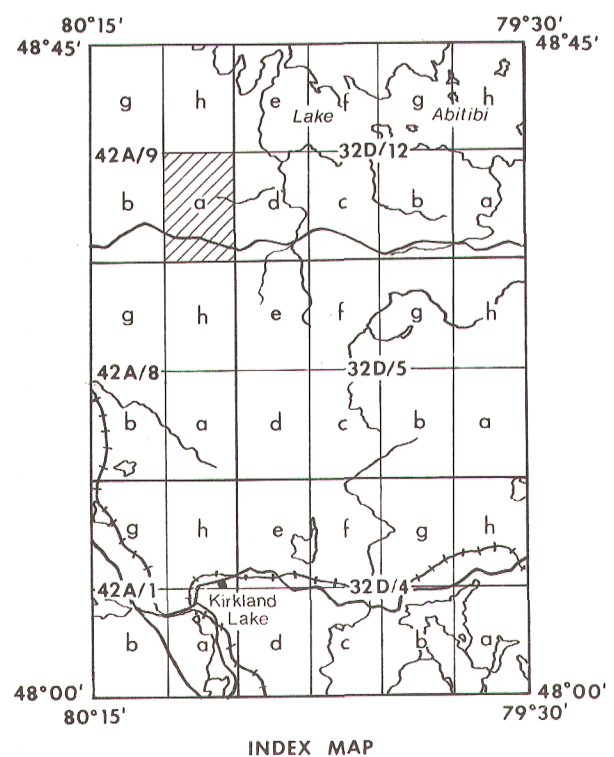 80°15' 79°30'
48°45' 48°45'
g h e f g h
Lake Abitibi
42A/9 32D/12
b a d c b a
g h e f g h
42A/8 32D/5
b a d c b a
g h e f g h
42A/1 32D/4
Kirkland
Lake
b a d c b a
48°00' 48°00'
80°15' 79°30'
INDEX MAP